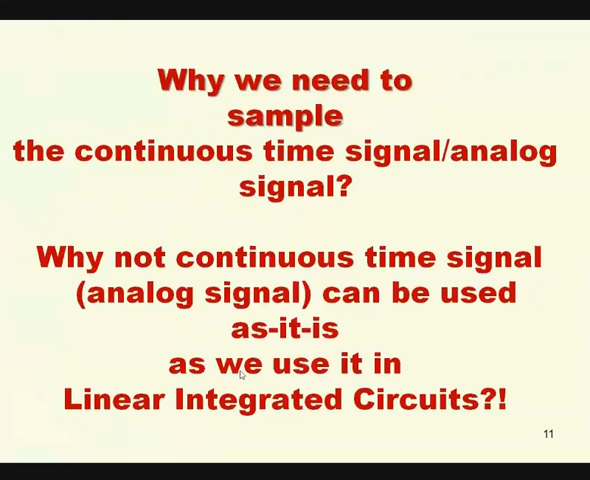 Why we need to
sample
the continuous time signal/analog
signal?
Why not continuous time signal
(analog signal) can be used
as-it-is
as we use it in
Linear Integrated Circuits?!
11